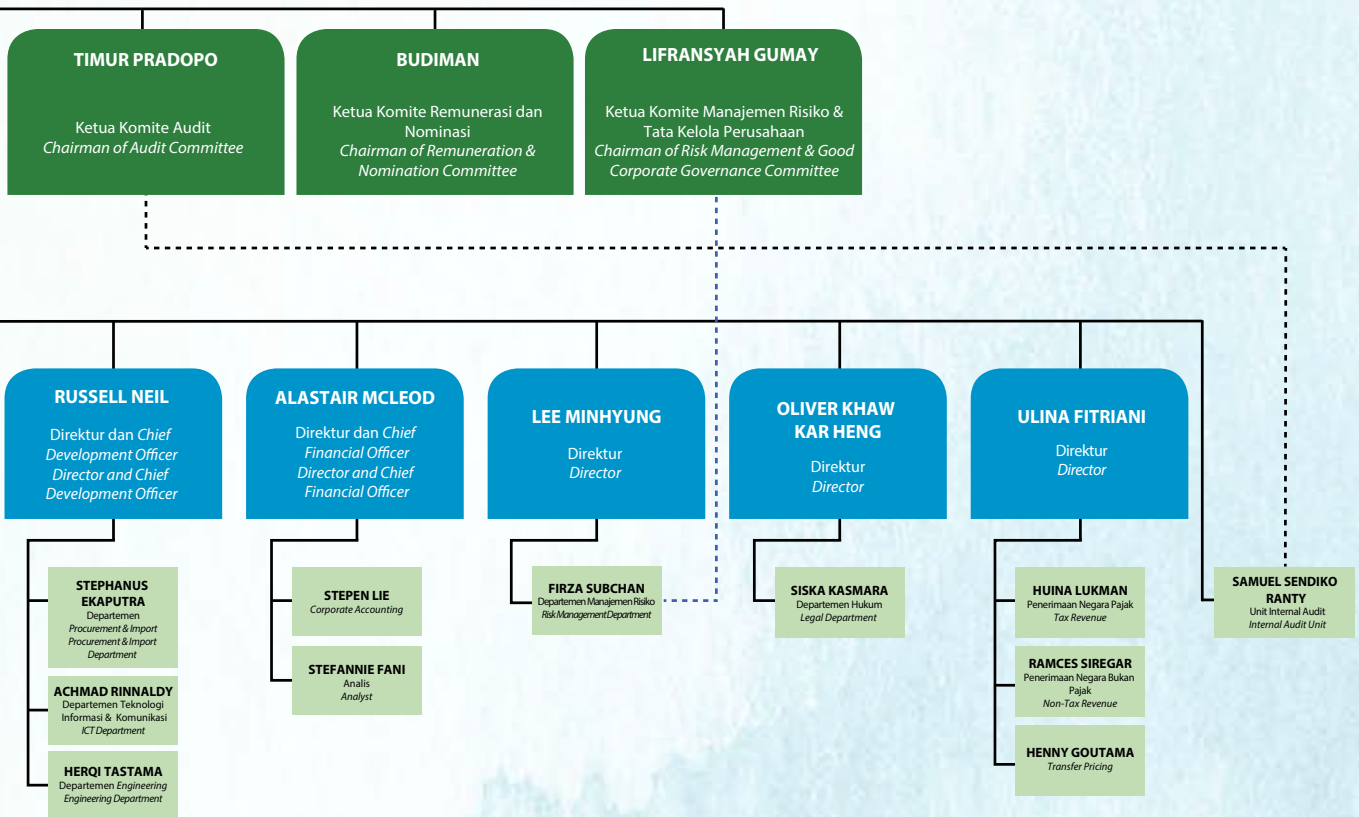 TIMUR PRADOPO
Ketua Komite Audit
Chairman of Audit Committee
BUDIMAN
Ketua Komite Remunerasi dan
Nominasi
Chairman of Remuneration &
Nomination Committee
LIFRANSYAH GUMAY
Ketua Komite Manajemen Risiko &
Tata Kelola Perusahaan
Chairman of Risk Management & Good
Corporate Governance Committee
RUSSELL NEIL
Direktur dan Chief
Development Officer
Director and Chief
Development Officer
ALASTAIR MCLEOD
Direktur dan Chief
Financial Officer
Director and Chief
Financial Officer
LEE MINHYUNG
Direktur
Director
OLIVER KHAW
KAR HENG
Direktur
Director
ULINA FITRIANI
Direktur
Director
STEPHANUS
EKAPUTRA
Departemen
Procurement & Import
Procurement & Import
Department
ACHMAD RINNALDY
Departemen Teknologi
Informasi & Komunikasi
ICT Department
HERQI TASTAMA
Departemen Engineering
Engineering Department
STEPEN LIE
Corporate Accounting
STEFANNIE FANI
Analis
Analyst
FIRZA SUBCHAN
Departemen Manajemen Risiko
Risk Management Department
SISKA KASMARA
Departemen Hukum
Legal Department
HUINA LUKMAN
Penerimaan Negara Pajak
Tax Revenue
RAMCES SIREGAR
Penerimaan Negara Bukan
Pajak
Non-Tax Revenue
HENNY GOUTAMA
Transfer Pricing
SAMUEL SENDIKO
RANTY
Unit Internal Audit
Internal Audit Unit